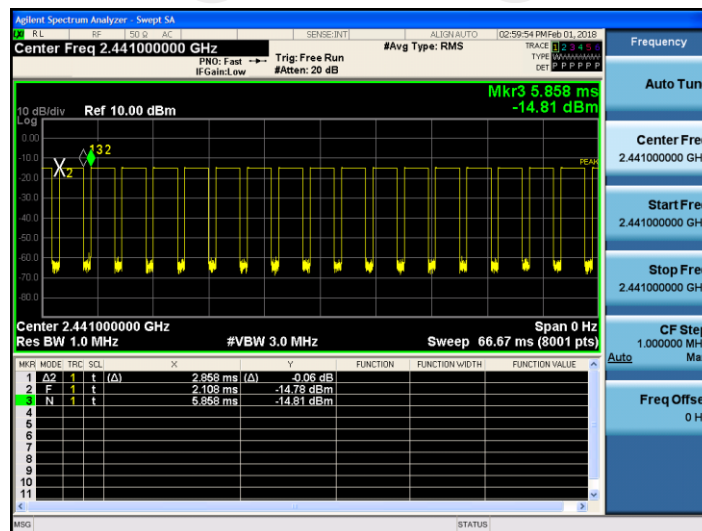 Agilent Spectrum Analyzer - Swept SA
RL RF 50 Ω AC SENSE:INT ALIGN AUTO 02:59:54 PM Feb 01, 2018
Center Freq 2.441000000 GHz #Avg Type: RMS TRACE 1 2 3 4 5 6
PNO: Fast Trig: Free Run TYPE W
IFGain:Low #Atten: 20 dB DET P P P P P P
Mkr3 5.858 ms
10 dB/div Ref 10.00 dBm -14.81 dBm
Log
0.00
-10.0
-20.0
-30.0
-40.0
-50.0
-60.0
-70.0
-80.0
132
X2
PEAK
Center 2.441000000 GHz Span 0 Hz
Res BW 1.0 MHz #VBW 3.0 MHz Sweep 66.67 ms (8001 pts)
MKR MODE TRC SCL X Y FUNCTION FUNCTION WIDTH FUNCTION VALUE
1 Δ2 1 t (Δ) 2.858 ms (Δ) -0.06 dB
2 F 1 t 2.108 ms -14.78 dBm
3 N 1 t 5.858 ms -14.81 dBm
4
5
6
7
8
9
10
11
MSG STATUS
Frequency
Auto Tun
Center Fre
2.441000000 GH
Start Fre
2.441000000 GH
Stop Fre
2.441000000 GH
CF Ste
1.000000 MH
Auto Ma
Freq Offse
0 H